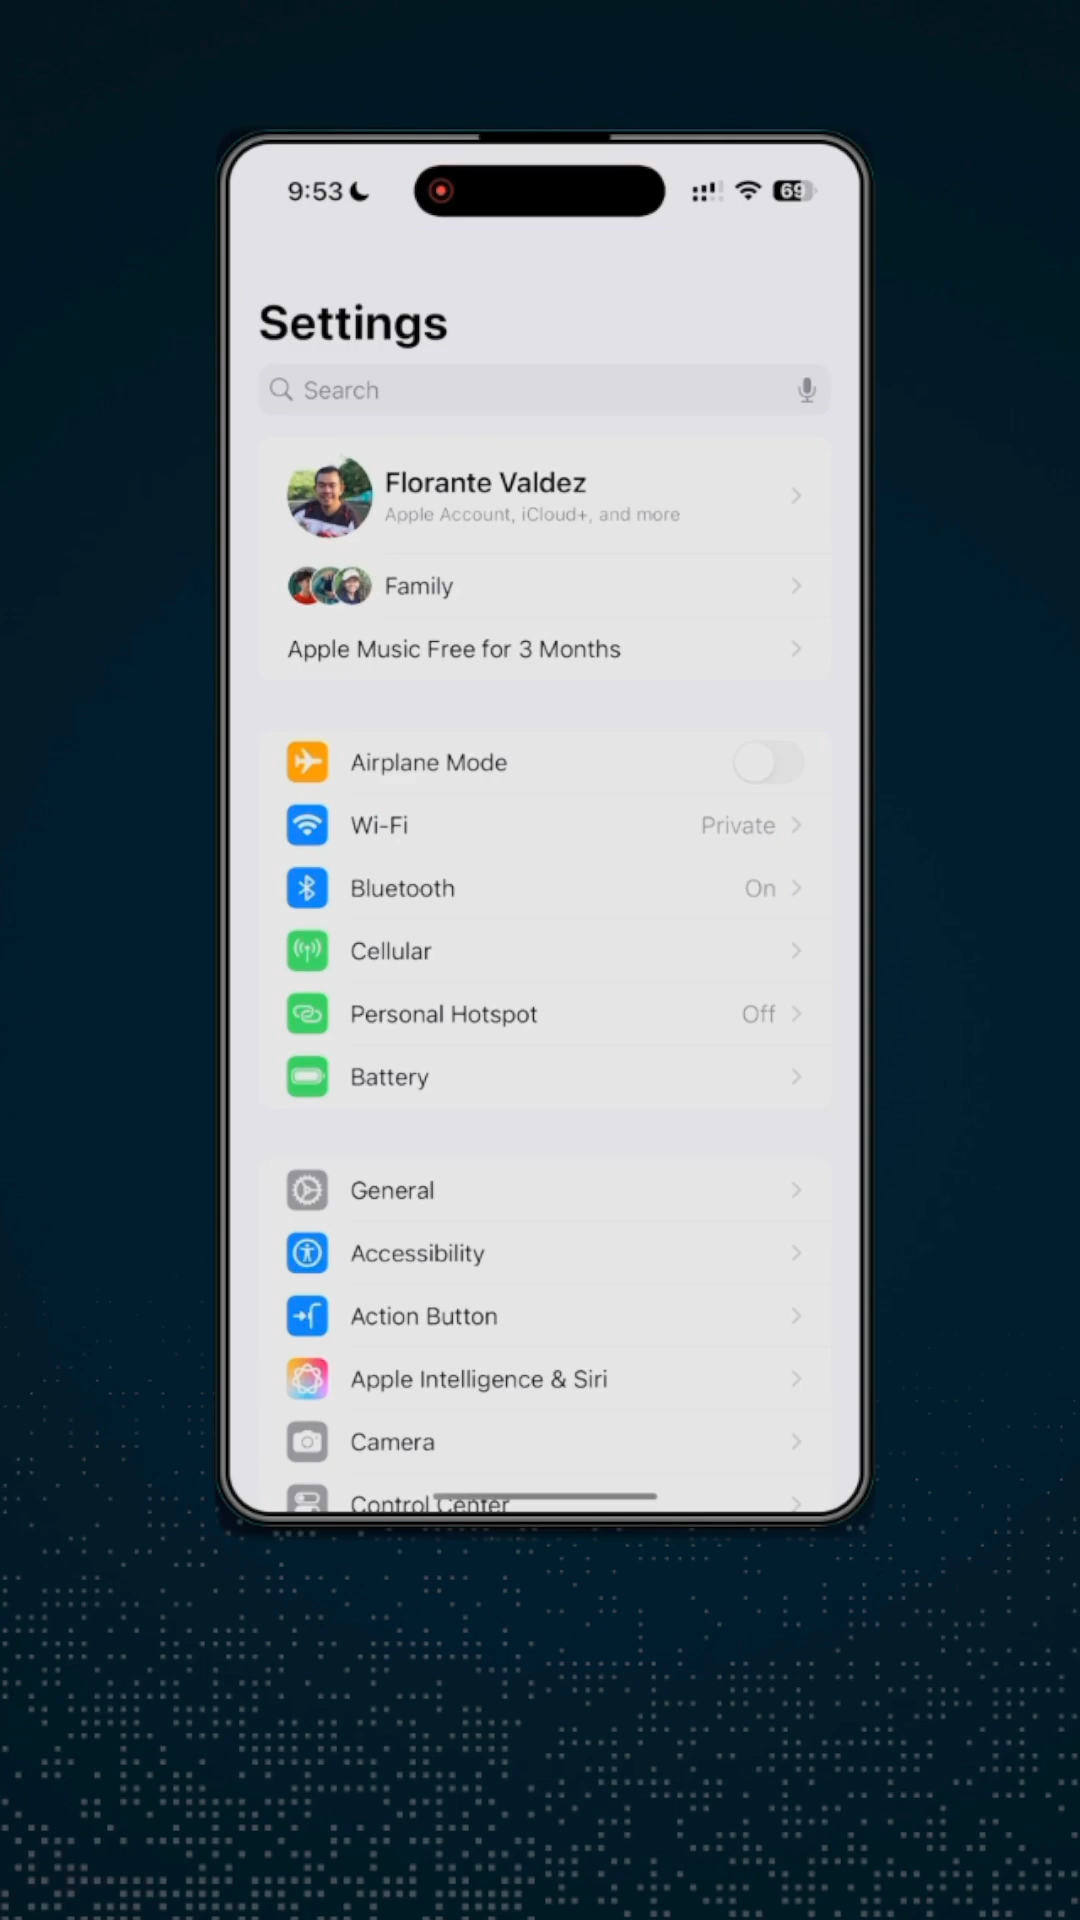 9:53
69
Settings
Search
Florante Valdez
Apple Account, iCloud+, and more
Family
Apple Music Free for 3 Months
Airplane Mode
Wi-Fi Private
Bluetooth On
Cellular
Personal Hotspot Off
Battery
General
Accessibility
Action Button
Apple Intelligence & Siri
Camera
Control Center